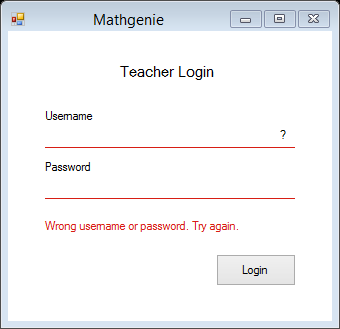 Mathgenie
Teacher Login
Username
?
Password
Wrong username or password. Try again.
Login